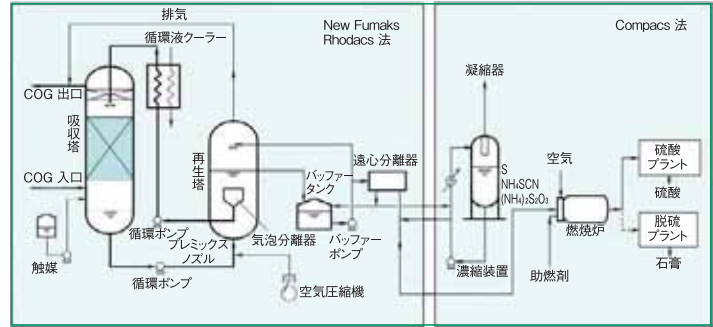 排気
New Fumaks
Rhodacs 法
循環液クーラー
COG 出口
吸収塔
COG 入口
触媒
循環ポンプ
循環ポンプ
プレミックス
ノズル
再生塔
気泡分離器
空気圧縮機
バッファー
タンク
バッファー
ポンプ
遠心分離器
Compacs 法
凝縮器
S
NH₄SCN
(NH₄)₂S₂O₃
濃縮装置
空気
燃焼炉
助燃剤
硫酸
プラント
硫酸
脱硫
プラント
石膏